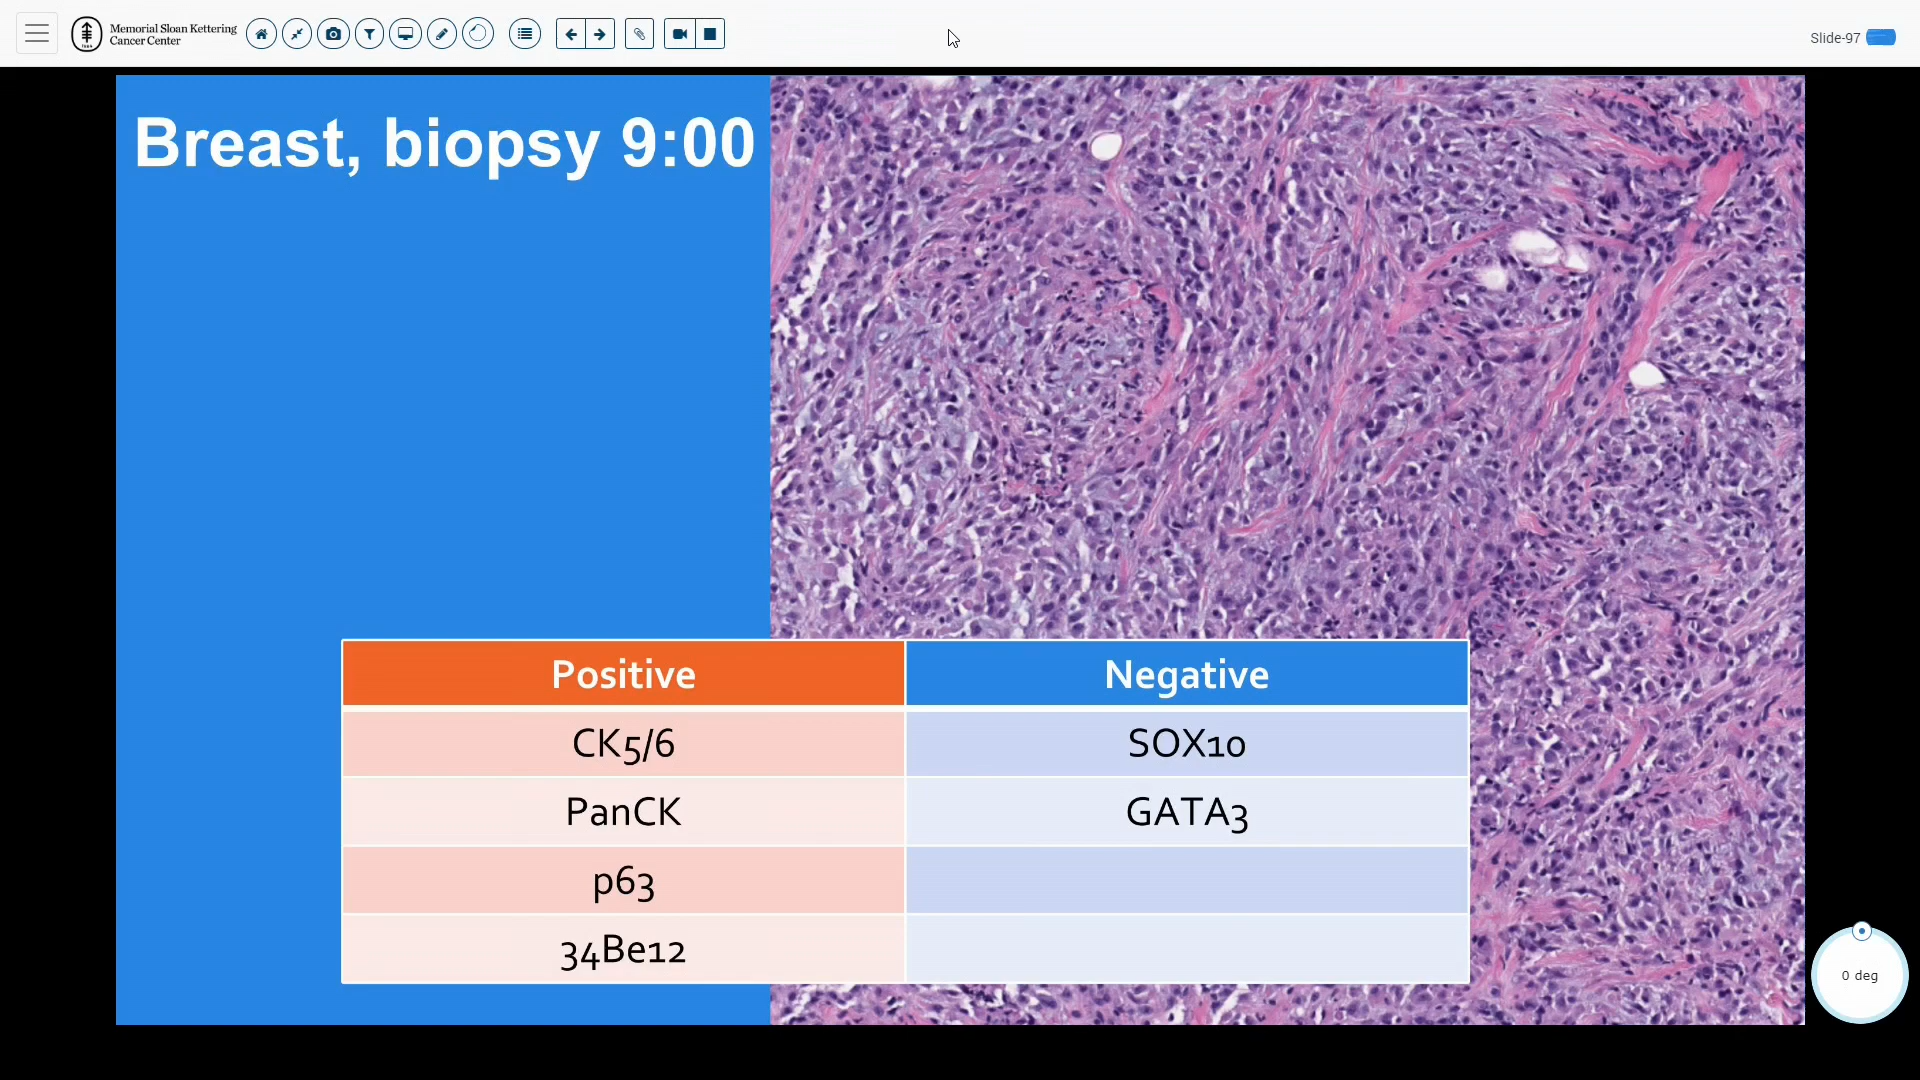 Memorial Sloan Kettering
Cancer Center
Slide-97
Breast, biopsy 9:00
Positive
Negative
CK5/6
SOX10
PanCK
GATA3
p63
34Be12
0 deg